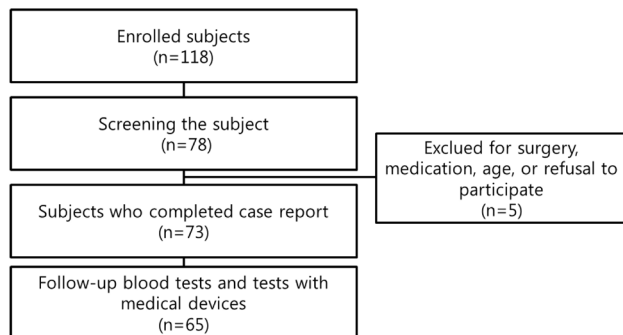 Enrolled subjects
(n=118)
Screening the subject
(n=78)
Exclued for surgery,
medication, age, or refusal to
participate
(n=5)
Subjects who completed case report
(n=73)
Follow-up blood tests and tests with
medical devices
(n=65)